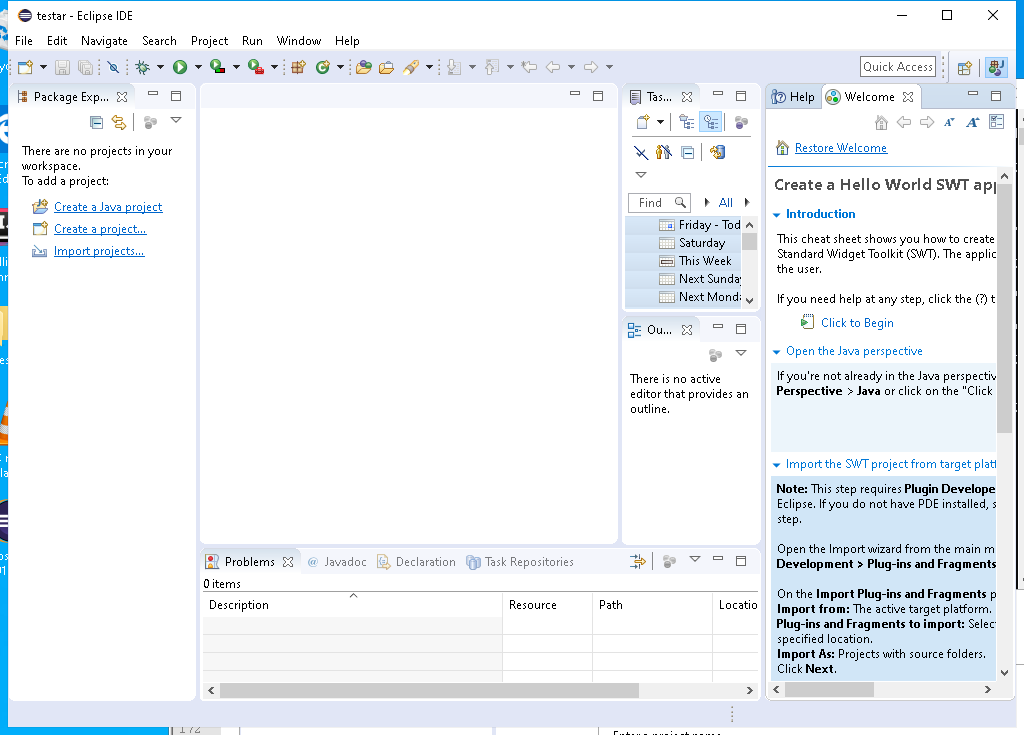 testar - Eclipse IDE
File Edit Navigate Search Project Run Window Help
Quick Access
Package Exp...
There are no projects in your
workspace.
To add a project:
Create a Java project
Create a project...
Import projects...
Tas...
Find
All
Friday - Tod
Saturday
This Week
Next Sunda
Next Monda
Ou...
There is no active
editor that provides an
outline.
Help Welcome
Restore Welcome
Create a Hello World SWT app
Introduction
This cheat sheet shows you how to create
Standard Widget Toolkit (SWT). The applic
the user.
If you need help at any step, click the (?) t
Click to Begin
Open the Java perspective
If you're not already in the Java perspectiv
Perspective > Java or click on the "Click
Import the SWT project from target platf
Note: This step requires Plugin Develope
Eclipse. If you do not have PDE installed, s
step.
Open the Import wizard from the main m
Development > Plug-ins and Fragments
On the Import Plug-ins and Fragments p
Import from: The active target platform.
Plug-ins and Fragments to import: Selec
specified location.
Import As: Projects with source folders.
Click Next.
Problems @ Javadoc Declaration Task Repositories
0 items
Description Resource Path Locatio
172
Enter a project name